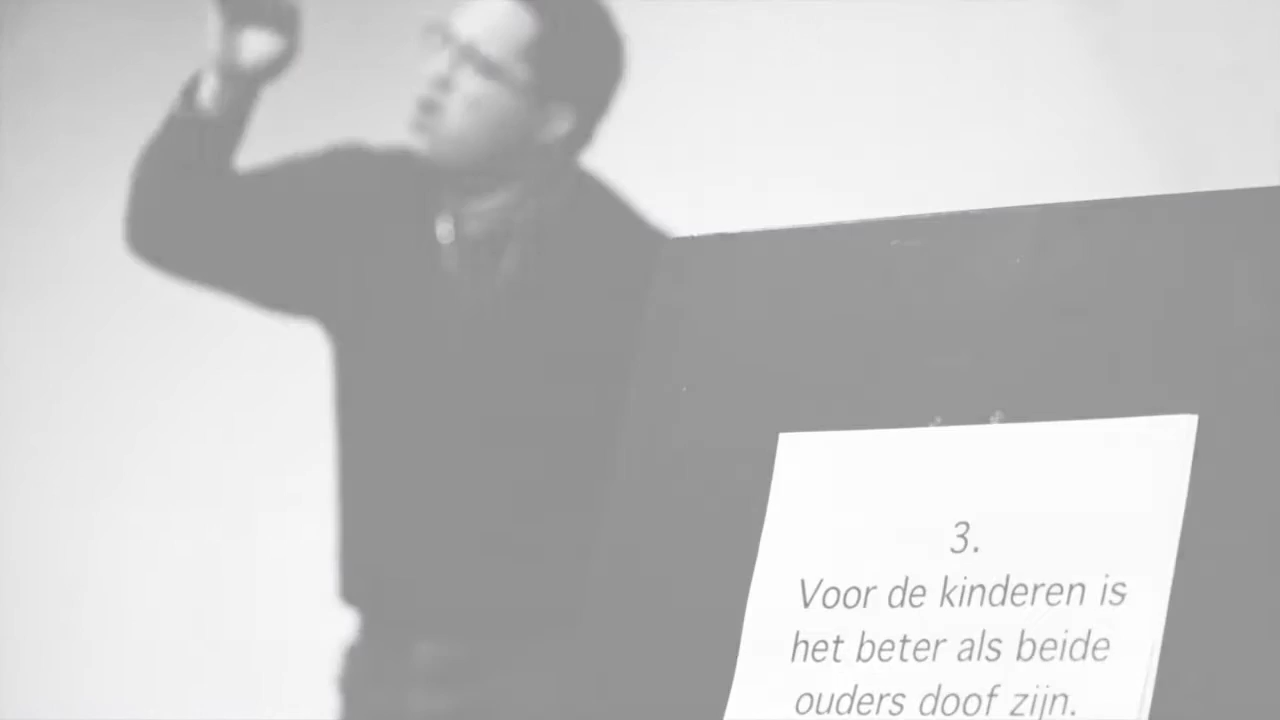 3.
Voor de kinderen is
het beter als beide
ouders doof zijn.